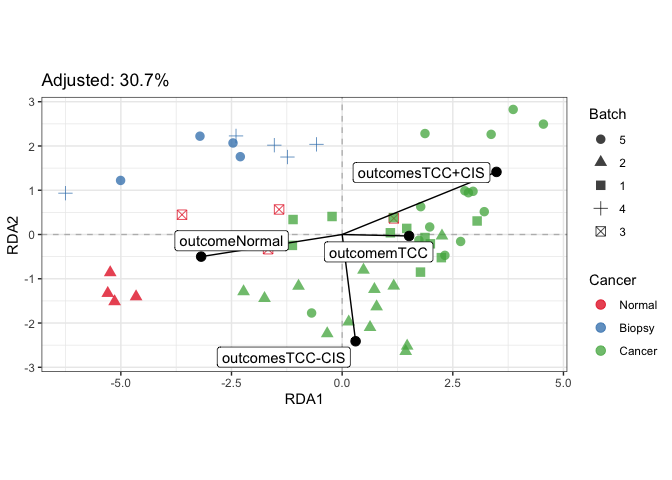 Adjusted: 30.7%
3
2
1
0
-1
-2
-3
RDA2
outcomesTCC+CIS
outcomeNormal
outcomemTCC
outcomesTCC-CIS
-5.0
-2.5
0.0
2.5
5.0
RDA1
Batch
5
2
1
4
3
Cancer
Normal
Biopsy
Cancer